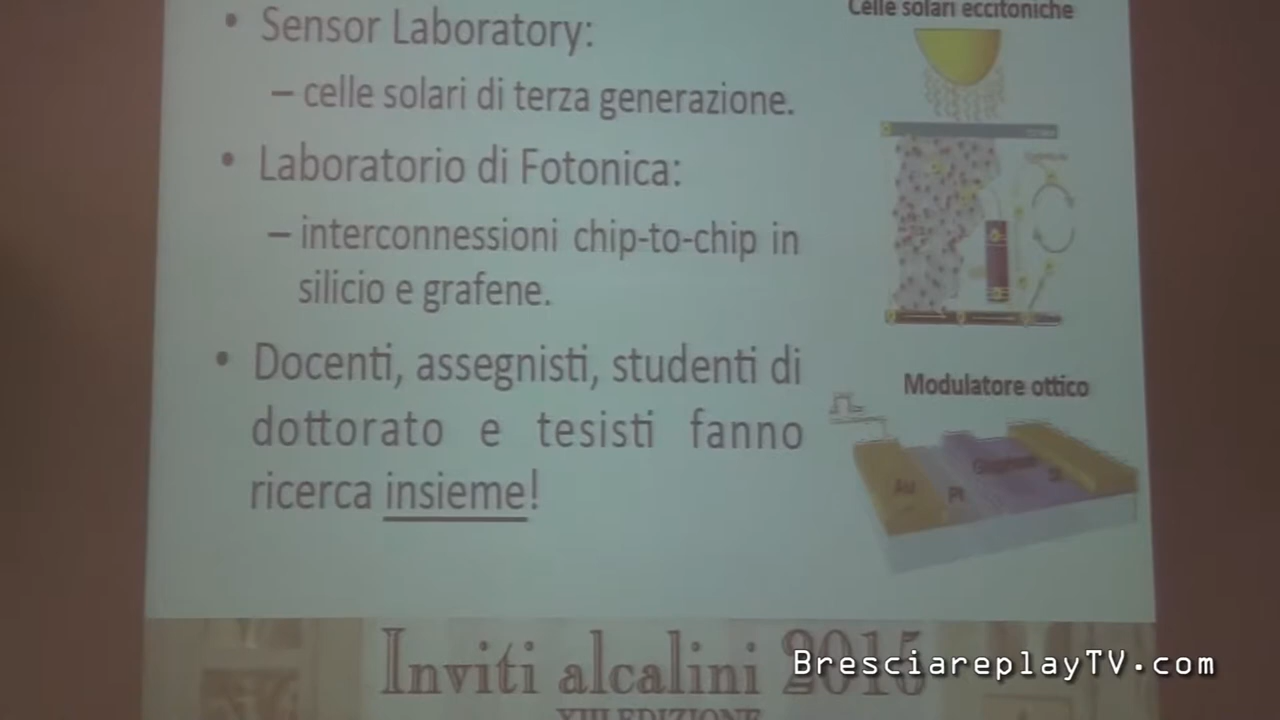 • Sensor Laboratory:
– celle solari di terza generazione.
• Laboratorio di Fotonica:
– interconnessioni chip-to-chip in
silicio e grafene.
• Docenti, assegnisti, studenti di
dottorato e tesisti fanno
ricerca insieme!
Celle solari eccitoniche
Modulatore ottico
Au
Pt
Inviti alcalini 2015
XIII EDIZIONE
BresciareplayTV.com